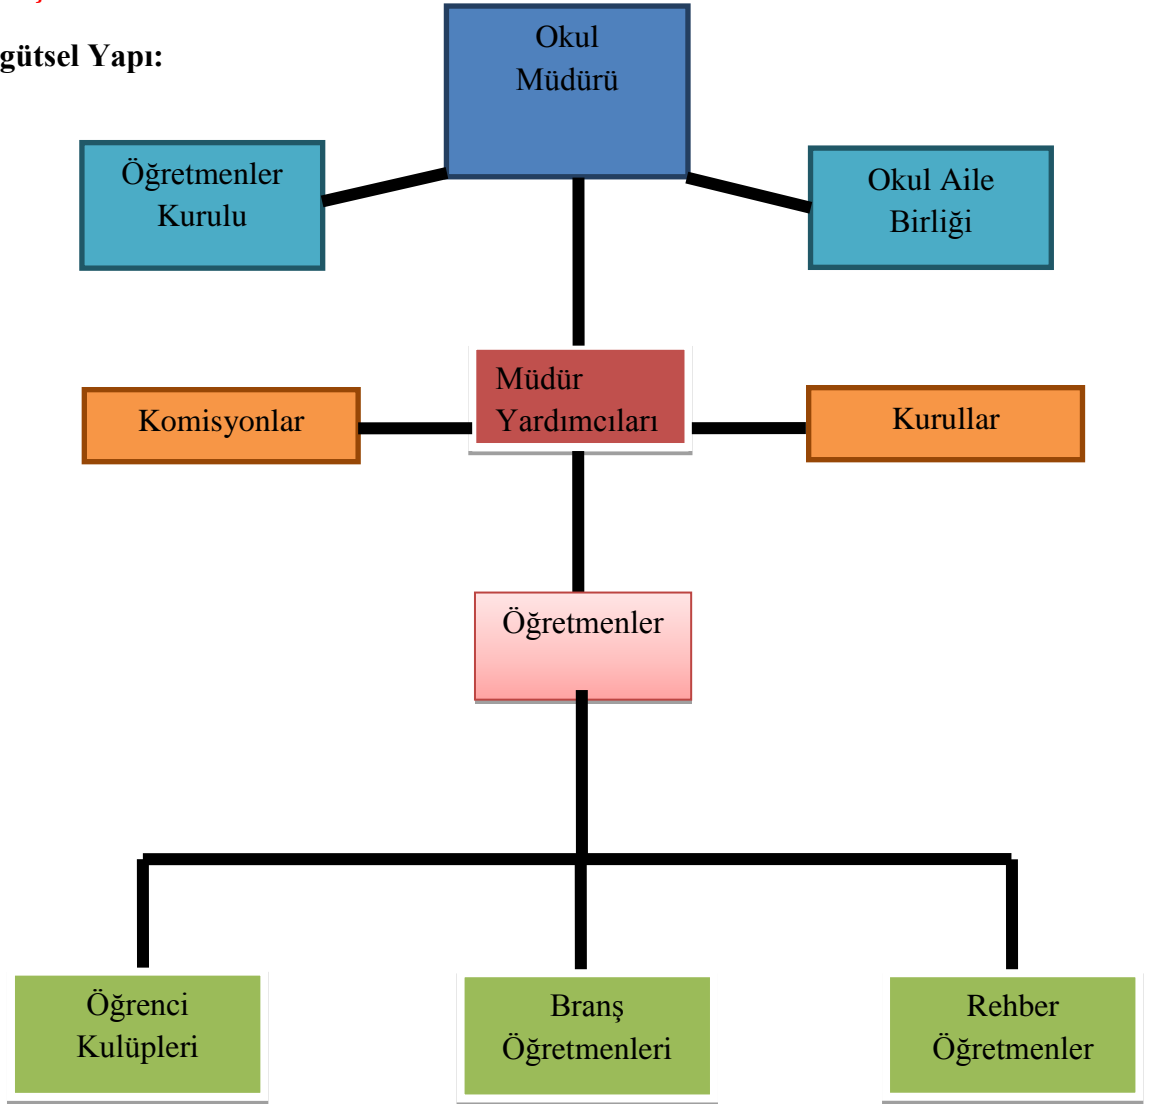 gütsel Yapı:
Okul
Müdürü
Öğretmenler
Kurulu
Okul Aile
Birliği
Müdür
Yardımcıları
Komisyonlar
Kurullar
Öğretmenler
Öğrenci
Kulüpleri
Branş
Öğretmenleri
Rehber
Öğretmenler